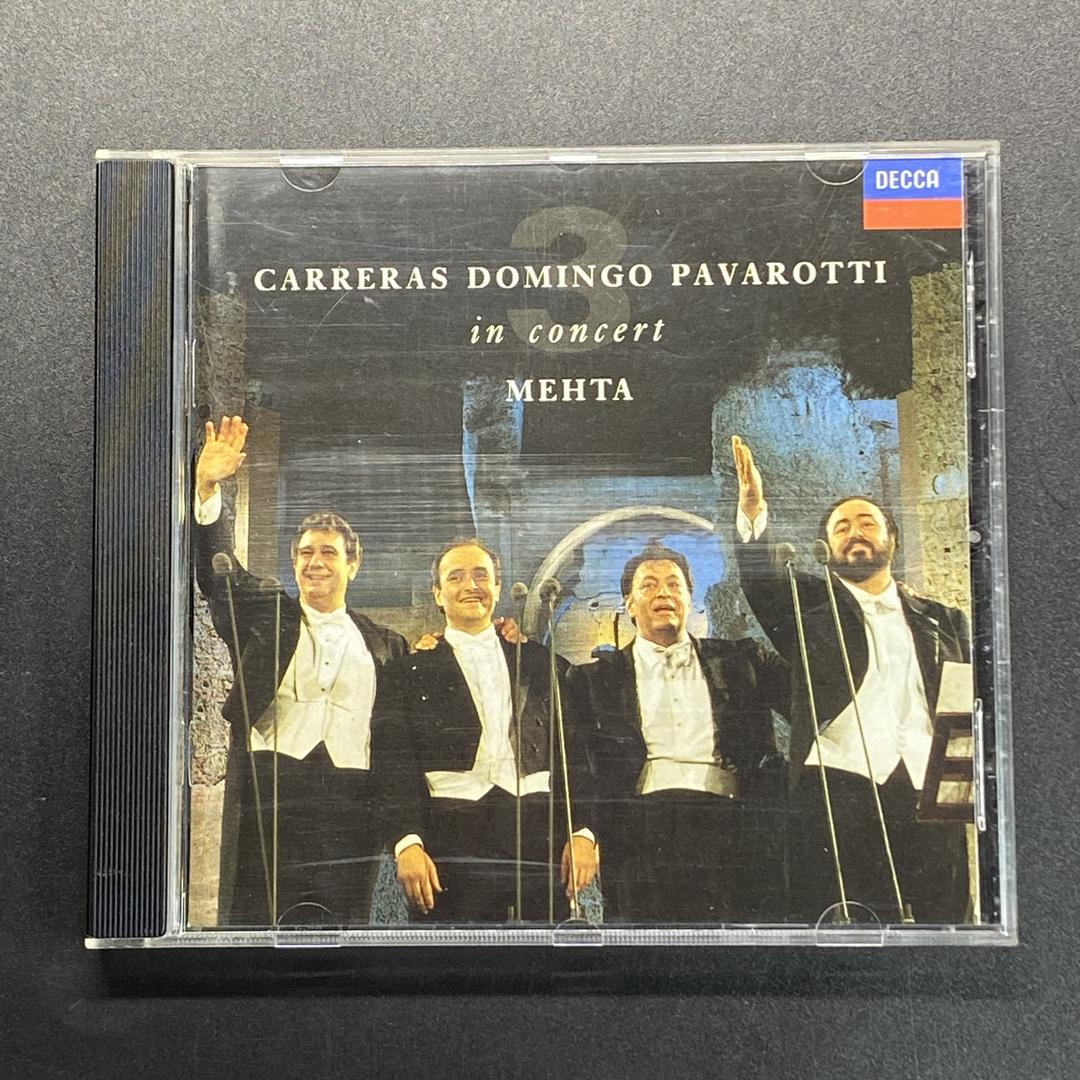 DECCA
3
CARRERAS DOMINGO PAVAROTTI
in concert
MEHTA